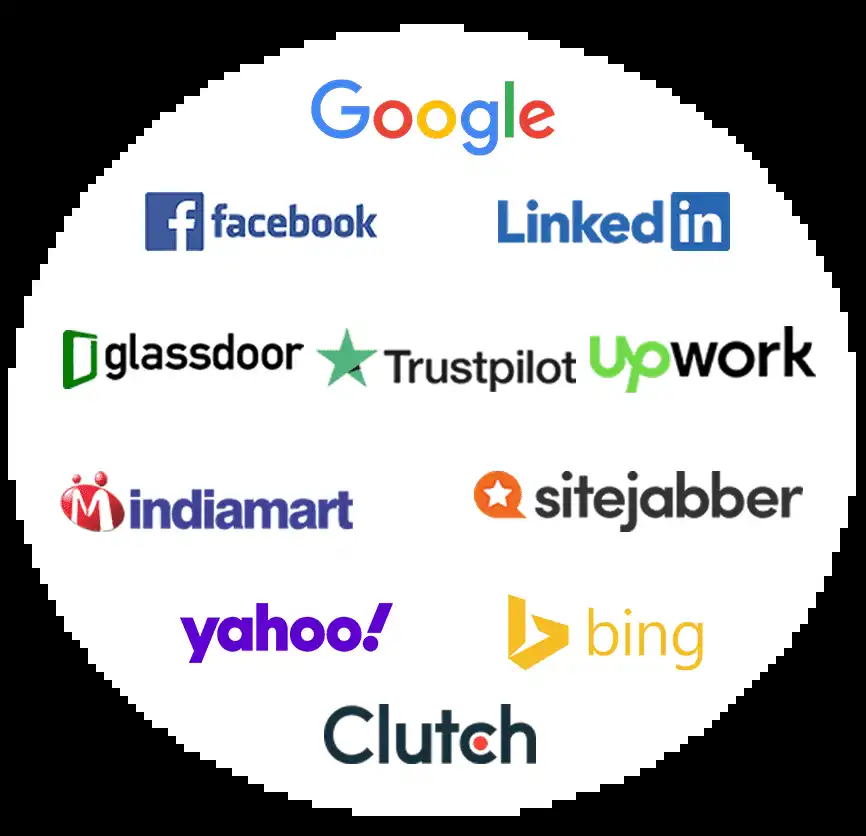 Google
facebook Linkedin
glassdoor Trustpilot upwork
indiamart sitejabber
yahoo! bing
Clutch